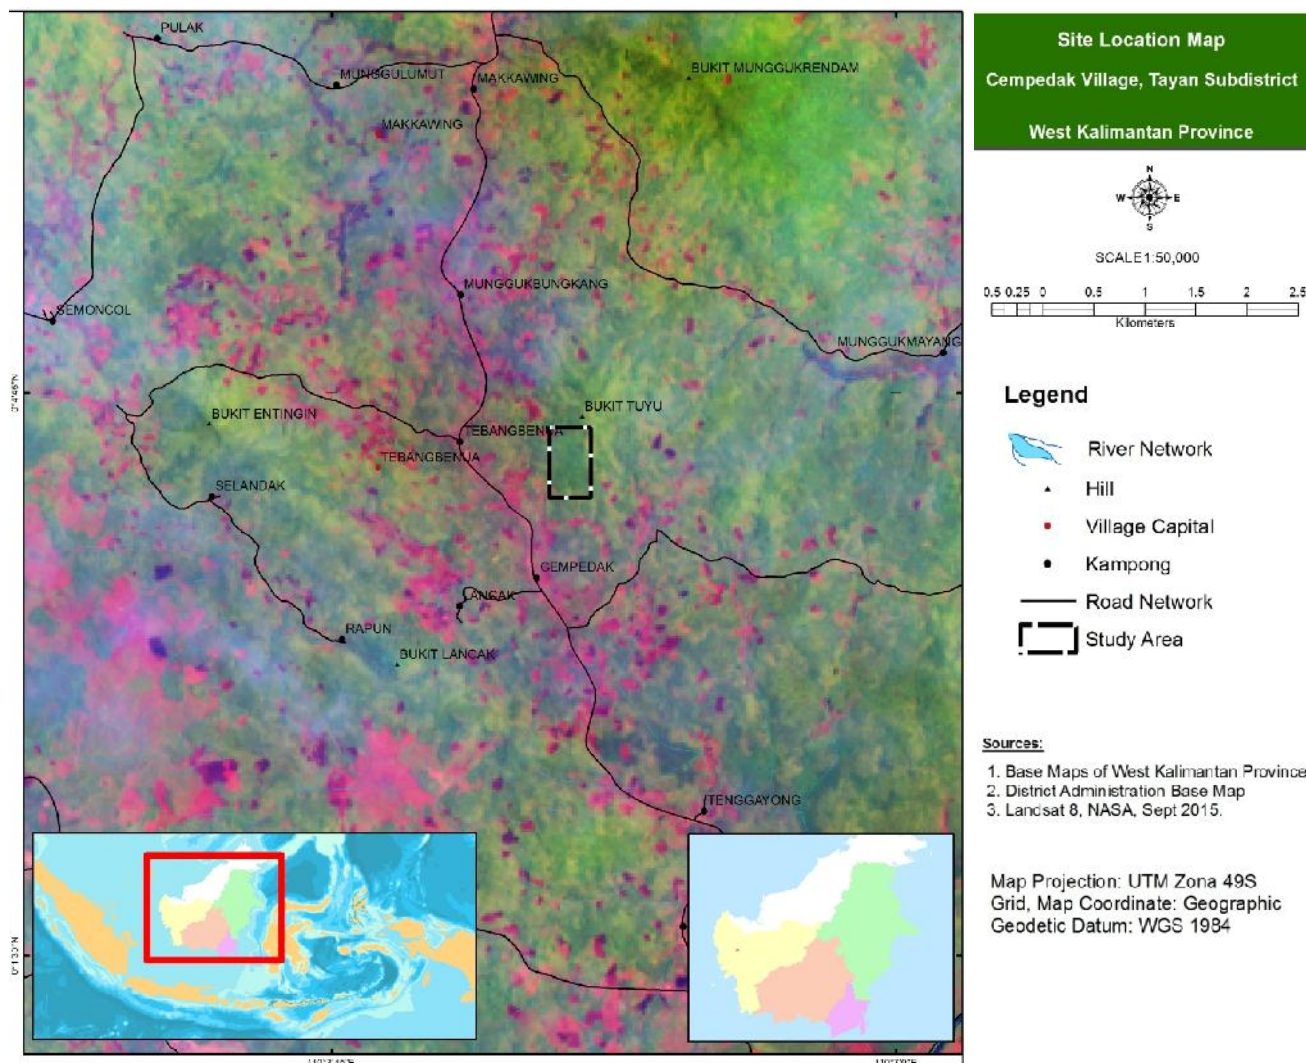 PULAK
MUNGGULUMUT
MAKKAWING
BUKIT MUNGGUKRENDAM
MAKKAWING
MUNGGUKBUNGKANG
SEMONCOL
MUNGGUKMAYANG
BUKIT ENTINGIN
BUKIT TUYU
TEBANGBENUA
TEBANGBENUA
SELANDAK
RAPUN
BUKIT LANCAK
TENGGAYONG
Site Location Map
Cempedak Village, Tayan Subdistrict
West Kalimantan Province
N
W E
S
SCALE 1:50,000
0.5 0.25 0 0.5 1 1.5 2 2.5
Kilometers
Legend
River Network
Hill
Village Capital
Kampong
Road Network
Study Area
Sources:
1. Base Maps of West Kalimantan Province
2. District Administration Base Map
3. Landsat 8, NASA, Sept 2015.
Map Projection: UTM Zona 49S
Grid, Map Coordinate: Geographic
Geodetic Datum: WGS 1984